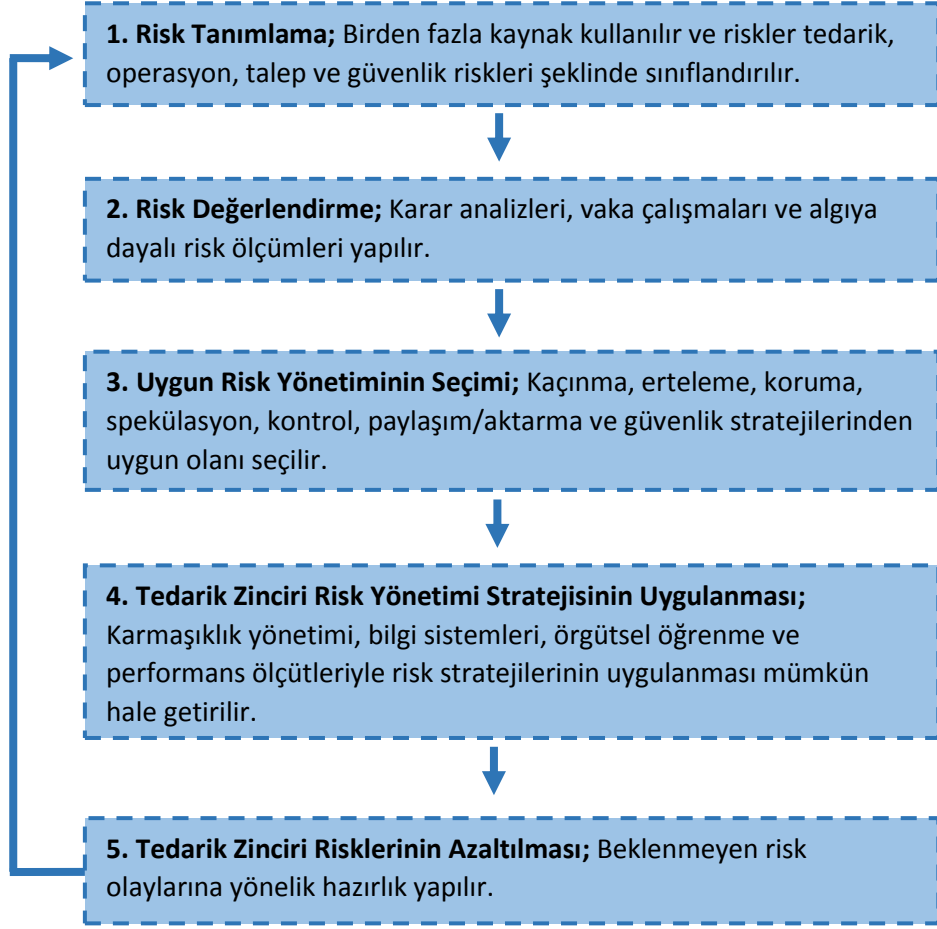 1. Risk Tanımlama; Birden fazla kaynak kullanılır ve riskler tedarik,
operasyon, talep ve güvenlik riskleri şeklinde sınıflandırılır.
2. Risk Değerlendirme; Karar analizleri, vaka çalışmaları ve algıya
dayalı risk ölçümleri yapılır.
3. Uygun Risk Yönetiminin Seçimi; Kaçınma, erteleme, koruma,
spekülasyon, kontrol, paylaşım/aktarma ve güvenlik stratejilerinden
uygun olanı seçilir.
4. Tedarik Zinciri Risk Yönetimi Stratejisinin Uygulanması;
Karmaşıklık yönetimi, bilgi sistemleri, örgütsel öğrenme ve
performans ölçütleriyle risk stratejilerinin uygulanması mümkün
hale getirilir.
5. Tedarik Zinciri Risklerinin Azaltılması; Beklenmeyen risk
olaylarına yönelik hazırlık yapılır.